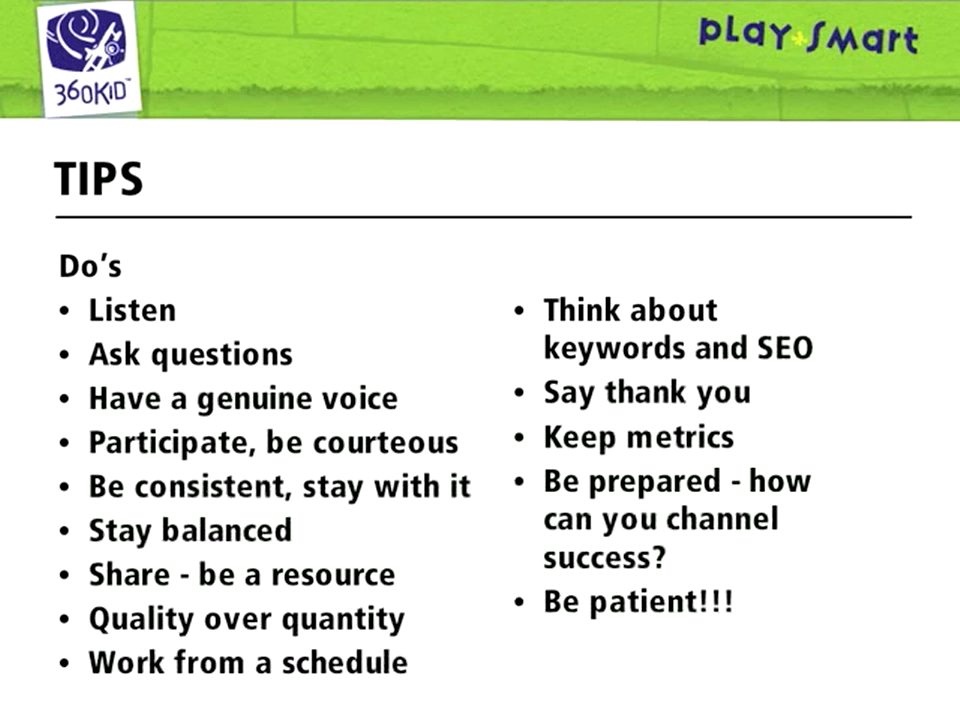 360KID™
play*smart
TIPS
Do's
• Listen
• Ask questions
• Have a genuine voice
• Participate, be courteous
• Be consistent, stay with it
• Stay balanced
• Share - be a resource
• Quality over quantity
• Work from a schedule
• Think about
keywords and SEO
• Say thank you
• Keep metrics
• Be prepared - how
can you channel
success?
• Be patient!!!